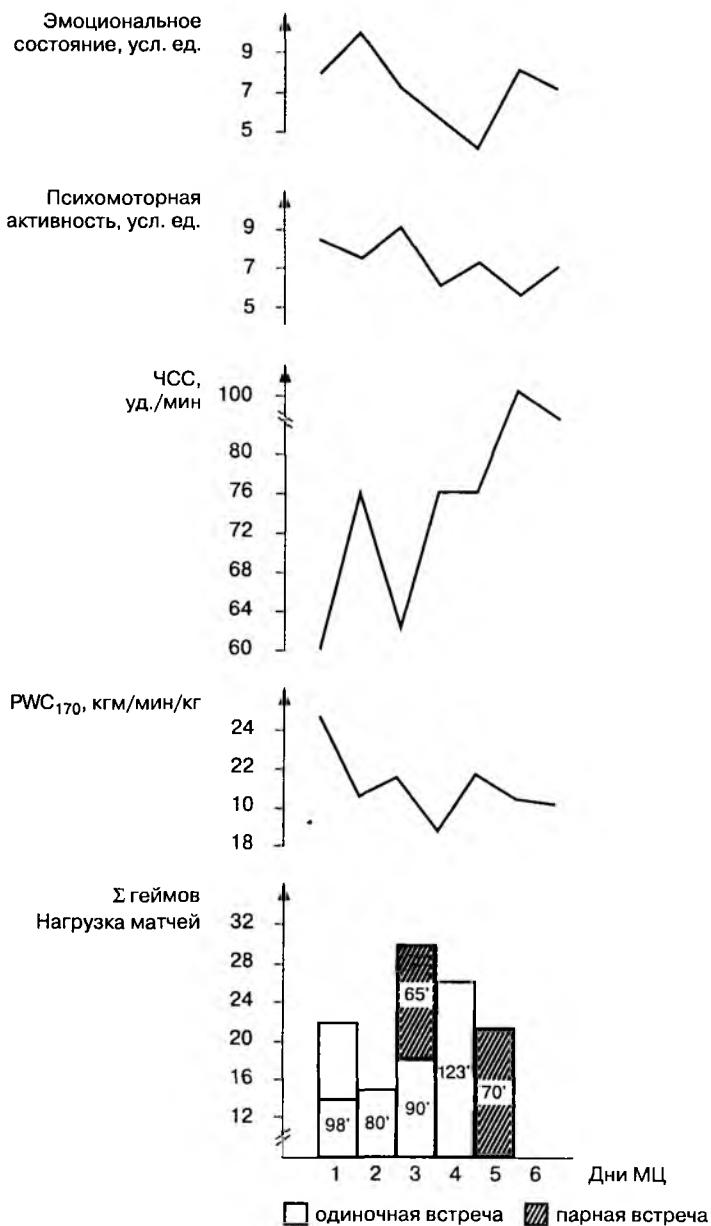 Эмоциональное
состояние, усл. ед.
9
7
5
Психомоторная
активность, усл. ед.
9
7
5
ЧСС,
уд./мин
100
80
76
72
68
64
60
PWC170, кгм/мин/кг
24
22
10
18
Σ геймов
Нагрузка матчей
32
28
24
20
16
12
65'
98'
80'
90'
123'
70'
1 2 3 4 5 6 Дни МЦ
одиночная встреча парная встреча